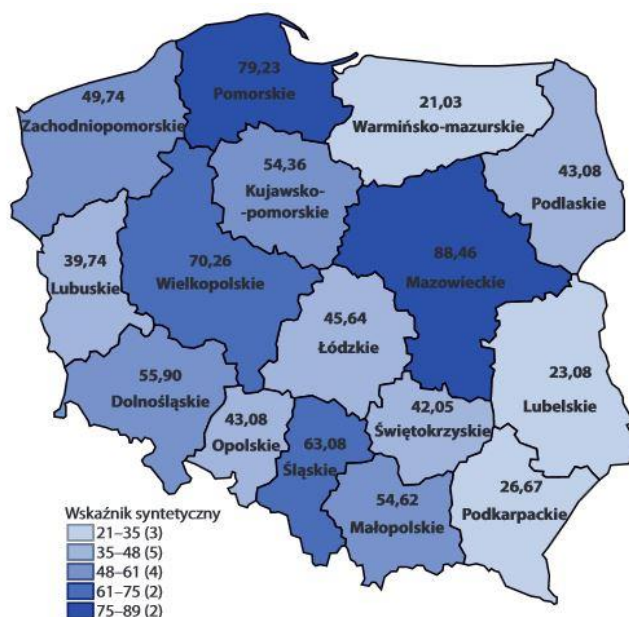 79,23
Pomorskie
49,74
Zachodniopomorskie
21,03
Warmińsko-mazurskie
54,36
Kujawsko-
-pomorskie
43,08
Podlaskie
39,74
Lubuskie
70,26
Wielkopolskie
88,46
Mazowieckie
45,64
Łódzkie
55,90
Dolnośląskie
23,08
Lubelskie
43,08
Opolskie
63,08
Śląskie
42,05
Świętokrzyskie
54,62
Małopolskie
26,67
Podkarpackie
Wskaźnik syntetyczny
21–35 (3)
35–48 (5)
48–61 (4)
61–75 (2)
75–89 (2)